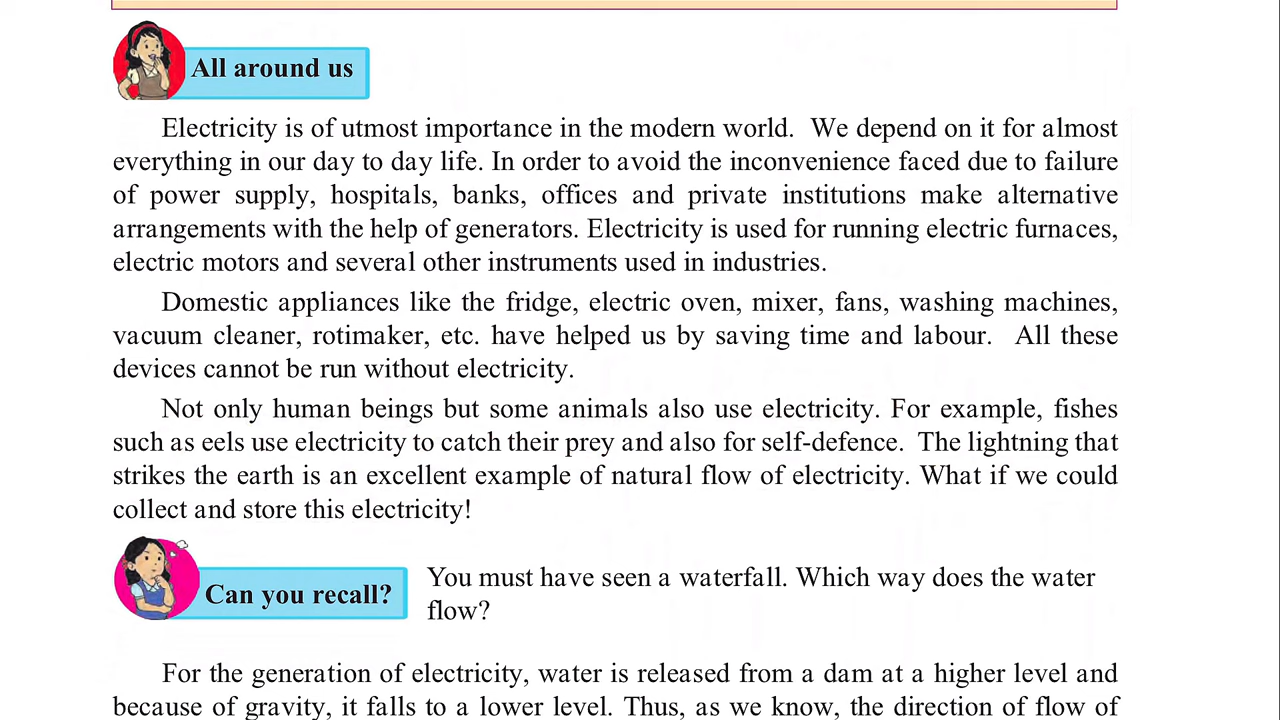 All around us
Electricity is of utmost importance in the modern world. We depend on it for almost
everything in our day to day life. In order to avoid the inconvenience faced due to failure
of power supply, hospitals, banks, offices and private institutions make alternative
arrangements with the help of generators. Electricity is used for running electric furnaces,
electric motors and several other instruments used in industries.
Domestic appliances like the fridge, electric oven, mixer, fans, washing machines,
vacuum cleaner, rotimaker, etc. have helped us by saving time and labour. All these
devices cannot be run without electricity.
Not only human beings but some animals also use electricity. For example, fishes
such as eels use electricity to catch their prey and also for self-defence. The lightning that
strikes the earth is an excellent example of natural flow of electricity. What if we could
collect and store this electricity!
Can you recall?
You must have seen a waterfall. Which way does the water
flow?
For the generation of electricity, water is released from a dam at a higher level and
because of gravity, it falls to a lower level. Thus, as we know, the direction of flow of